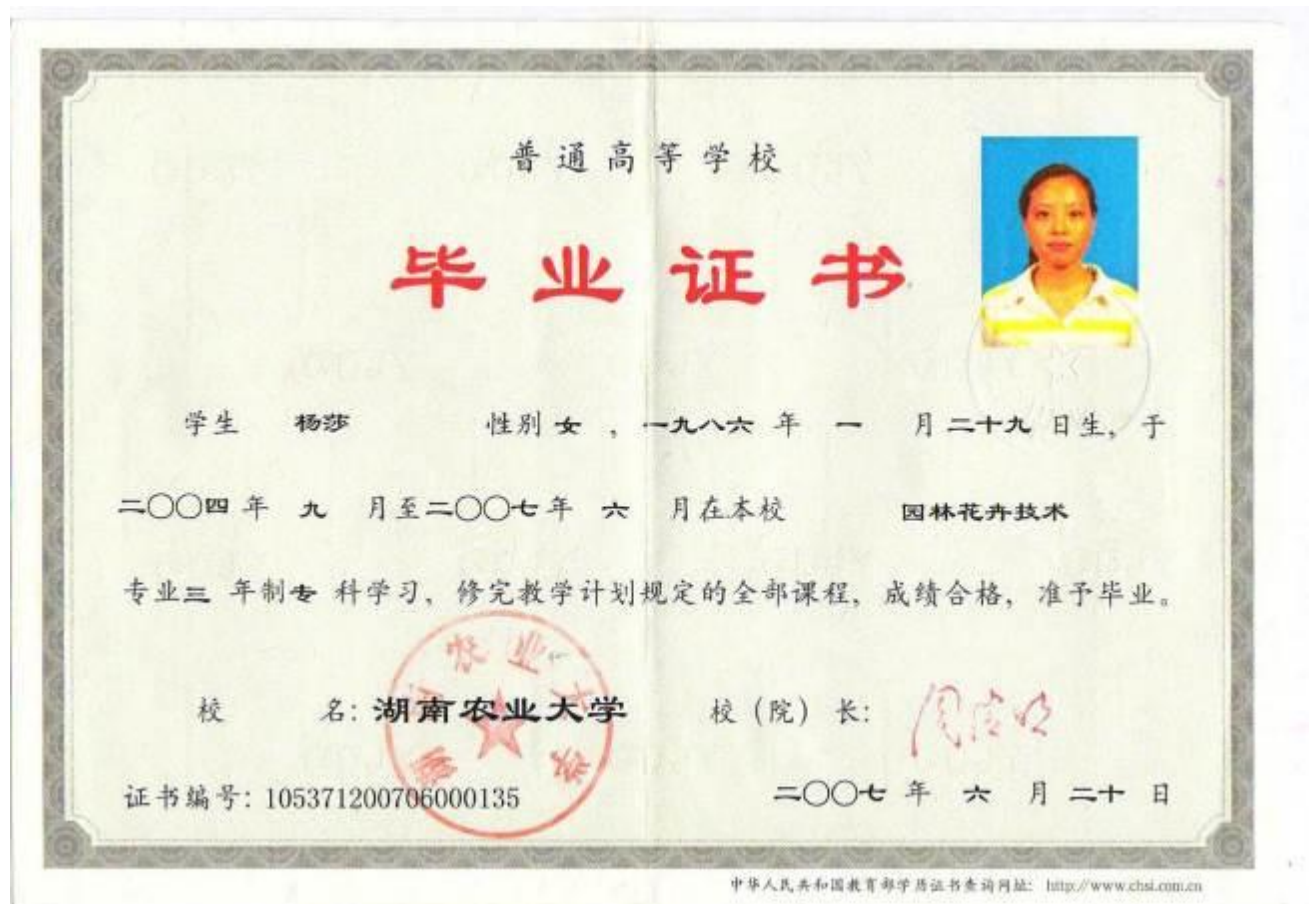 普通高等学校
毕业证书
学生 杨莎 性别 女 , 一九八六 年 一 月 二十九 日生, 于
二〇〇四 年 九 月至 二〇〇七 年 六 月在本校 园林花卉技术
专业 三 年制 专 科学习, 修完教学计划规定的全部课程, 成绩合格, 准予毕业。
校 名: 湖南农业大学 校 (院) 长:
湖南农业大学
证书编号: 105371200706000135 二〇〇七 年 六 月 二十 日
中华人民共和国教育部学历证书查询网址: http://www.chsi.com.cn